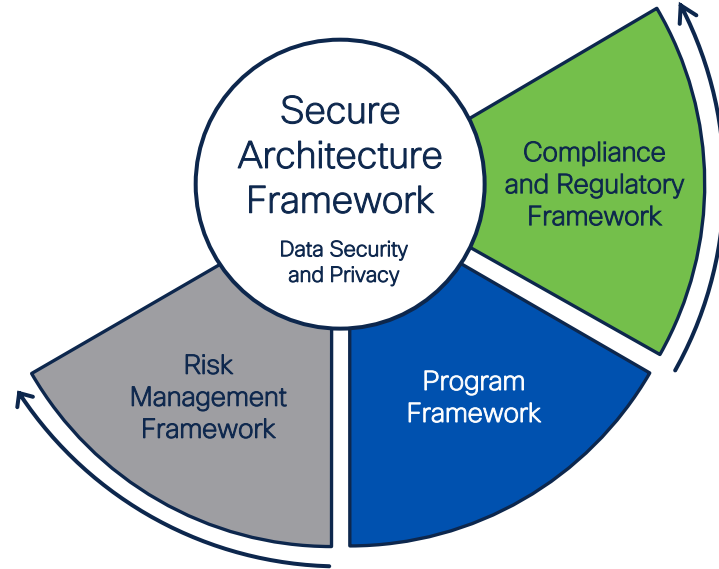 Secure
Architecture
Framework
Data Security
and Privacy
Compliance
and Regulatory
Framework
Program
Framework
Risk
Management
Framework